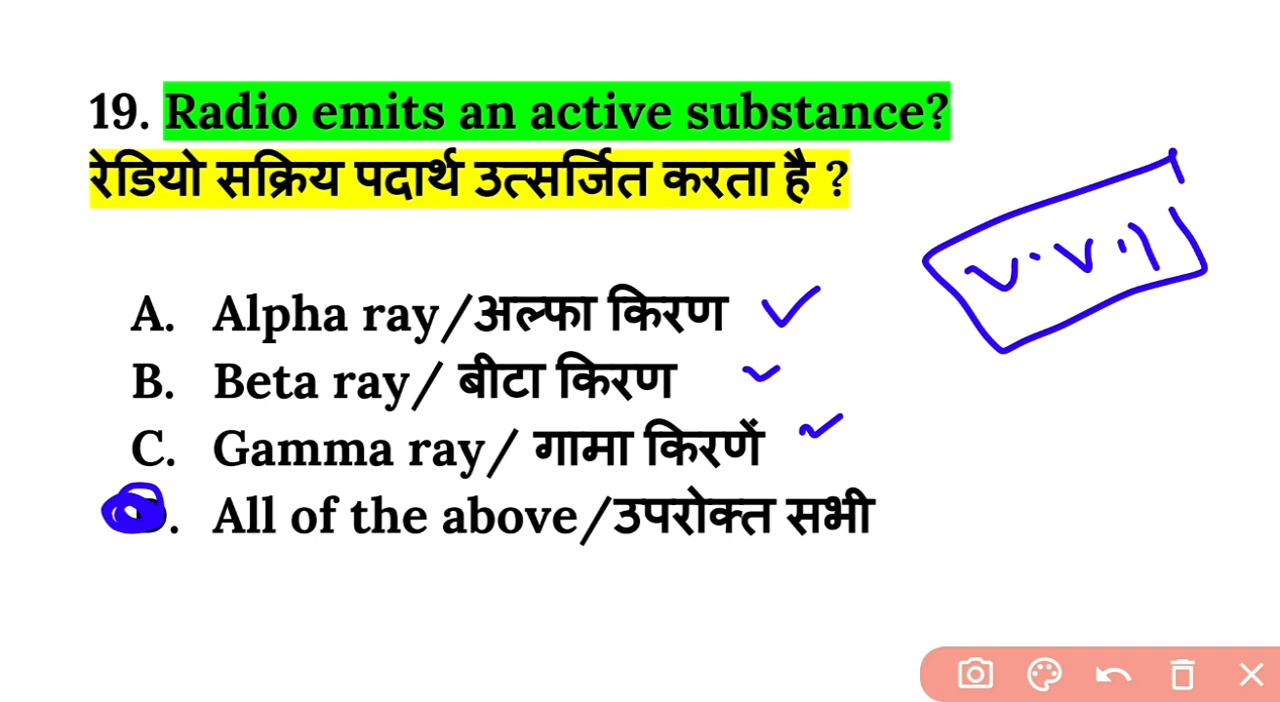 19. Radio emits an active substance?
रेडियो सक्रिय पदार्थ उत्सर्जित करता है ?
V.V.I
A. Alpha ray/अल्फा किरण
B. Beta ray/ बीटा किरण
C. Gamma ray/ गामा किरणें
D. All of the above/उपरोक्त सभी